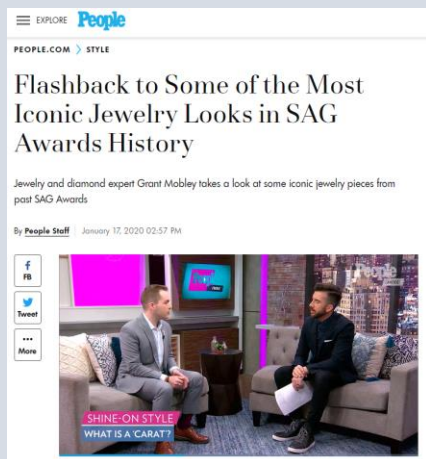 EXPLORE People
PEOPLE.COM > STYLE
Flashback to Some of the Most
Iconic Jewelry Looks in SAG
Awards History
Jewelry and diamond expert Grant Mobley takes a look at some iconic jewelry pieces from
past SAG Awards
By People Staff January 17, 2020 02:57 PM
FB
Tweet
More
People
SHINE-ON STYLE
WHAT IS A 'CARAT'?